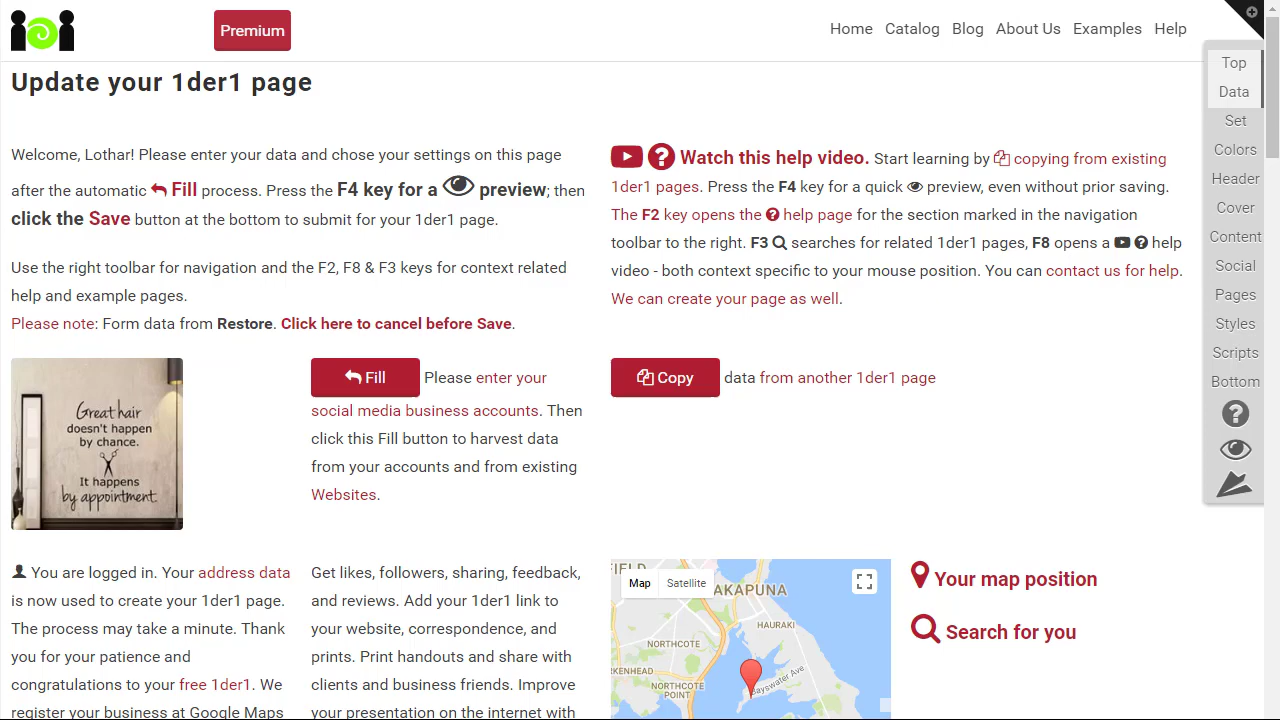 Premium
Home Catalog Blog About Us Examples Help
Update your 1der1 page
Welcome, Lothar! Please enter your data and chose your settings on this page
after the automatic Fill process. Press the F4 key for a preview; then
click the Save button at the bottom to submit for your 1der1 page.
Use the right toolbar for navigation and the F2, F8 & F3 keys for context related
help and example pages.
Please note: Form data from Restore. Click here to cancel before Save.
Watch this help video. Start learning by copying from existing
1der1 pages. Press the F4 key for a quick preview, even without prior saving.
The F2 key opens the help page for the section marked in the navigation
toolbar to the right. F3 searches for related 1der1 pages, F8 opens a help
video - both context specific to your mouse position. You can contact us for help.
We can create your page as well.
Top
Data
Set
Colors
Header
Cover
Content
Social
Pages
Styles
Scripts
Bottom
Great hair
doesn't happen
by chance.
It happens
by appointment.
Fill Please enter your
social media business accounts. Then
click this Fill button to harvest data
from your accounts and from existing
Websites.
Copy data from another 1der1 page
You are logged in. Your address data
is now used to create your 1der1 page.
The process may take a minute. Thank
you for your patience and
congratulations to your free 1der1. We
register your business at Google Maps
Get likes, followers, sharing, feedback,
and reviews. Add your 1der1 link to
your website, correspondence, and
prints. Print handouts and share with
clients and business friends. Improve
your presentation on the internet with
Map Satellite
FIELD
AKAPUNA
HAURAKI
NORTHCOTE
RKENHEAD
NORTHCOTE
POINT
Bayswater Ave
Your map position
Search for you